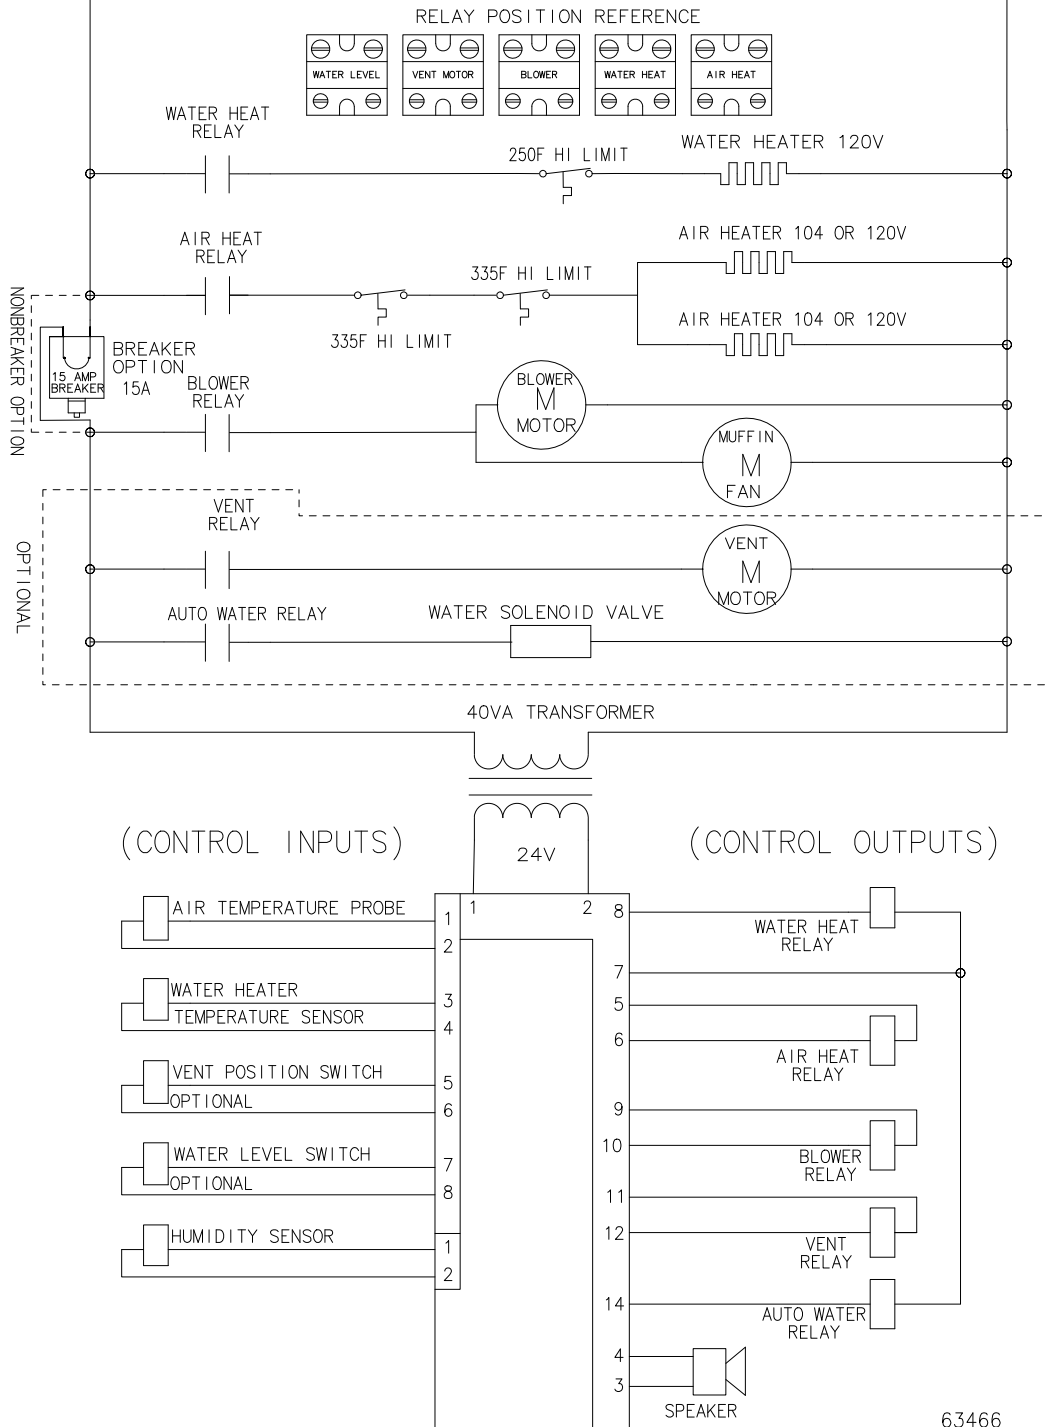 RELAY POSITION REFERENCE
WATER LEVEL
VENT MOTOR
BLOWER
WATER HEAT
AIR HEAT
WATER HEAT
RELAY
250F HI LIMIT
WATER HEATER 120V
AIR HEAT
RELAY
335F HI LIMIT
335F HI LIMIT
AIR HEATER 104 OR 120V
AIR HEATER 104 OR 120V
NONBREAKER OPTION
15 AMP
BREAKER
BREAKER
OPTION
15A
BLOWER
RELAY
BLOWER
M
MOTOR
MUFFIN
M
FAN
OPTIONAL
VENT
RELAY
VENT
M
MOTOR
AUTO WATER RELAY
WATER SOLENOID VALVE
40VA TRANSFORMER
24V
(CONTROL INPUTS)
(CONTROL OUTPUTS)
1
2
AIR TEMPERATURE PROBE
1
2
WATER HEATER
TEMPERATURE SENSOR
3
4
VENT POSITION SWITCH
OPTIONAL
5
6
WATER LEVEL SWITCH
OPTIONAL
7
8
HUMIDITY SENSOR
1
2
8
WATER HEAT
RELAY
7
5
6
AIR HEAT
RELAY
9
10
BLOWER
RELAY
11
12
VENT
RELAY
14
AUTO WATER
RELAY
4
3
SPEAKER
63466